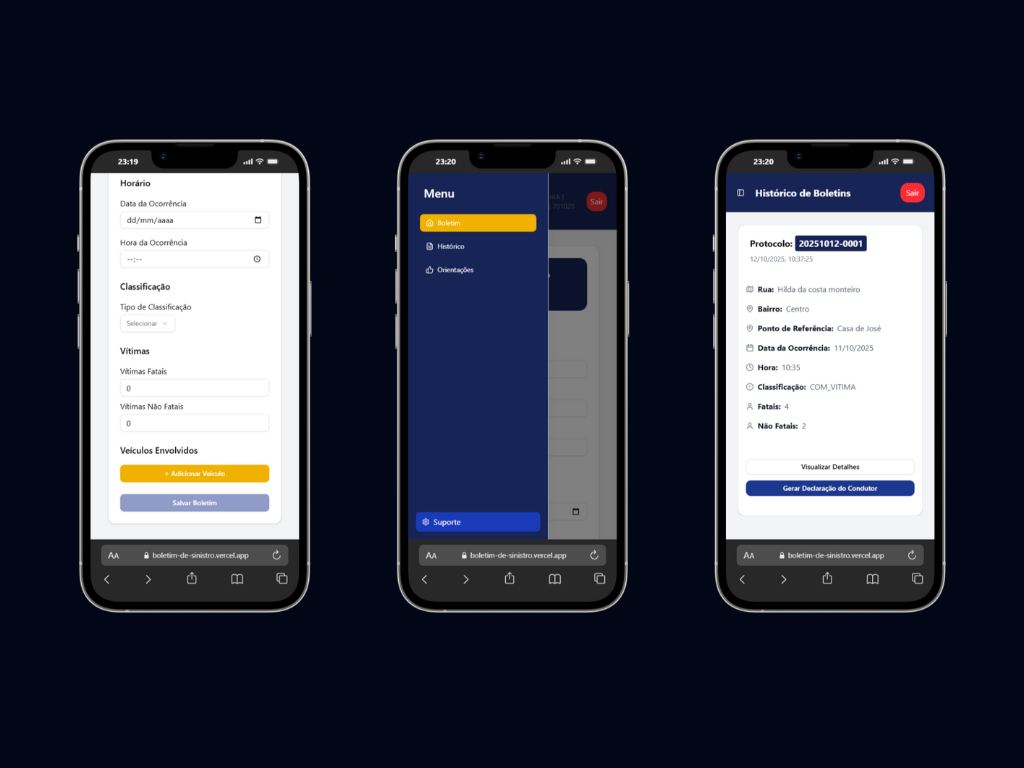 23:19
Horário
Data da Ocorrência
dd/mm/aaaa
Hora da Ocorrência
--:--
Classificação
Tipo de Classificação
Selecionar
Vítimas
Vítimas Fatais
0
Vítimas Não Fatais
0
Veículos Envolvidos
+ Adicionar Veículo
Salvar Boletim
AA boletim-de-sinistro.vercel.app
23:20
Menu
Sair
Boletim
Histórico
Orientações
Suporte
AA boletim-de-sinistro.vercel.app
23:20
Histórico de Boletins
Sair
Protocolo: 20251012-0001
12/10/2025, 10:37:25
Rua: Hilda da costa monteiro
Bairro: Centro
Ponto de Referência: Casa de José
Data da Ocorrência: 11/10/2025
Hora: 10:35
Classificação: COM_VITIMA
Fatais: 4
Não Fatais: 2
Visualizar Detalhes
Gerar Declaração do Condutor
AA boletim-de-sinistro.vercel.app